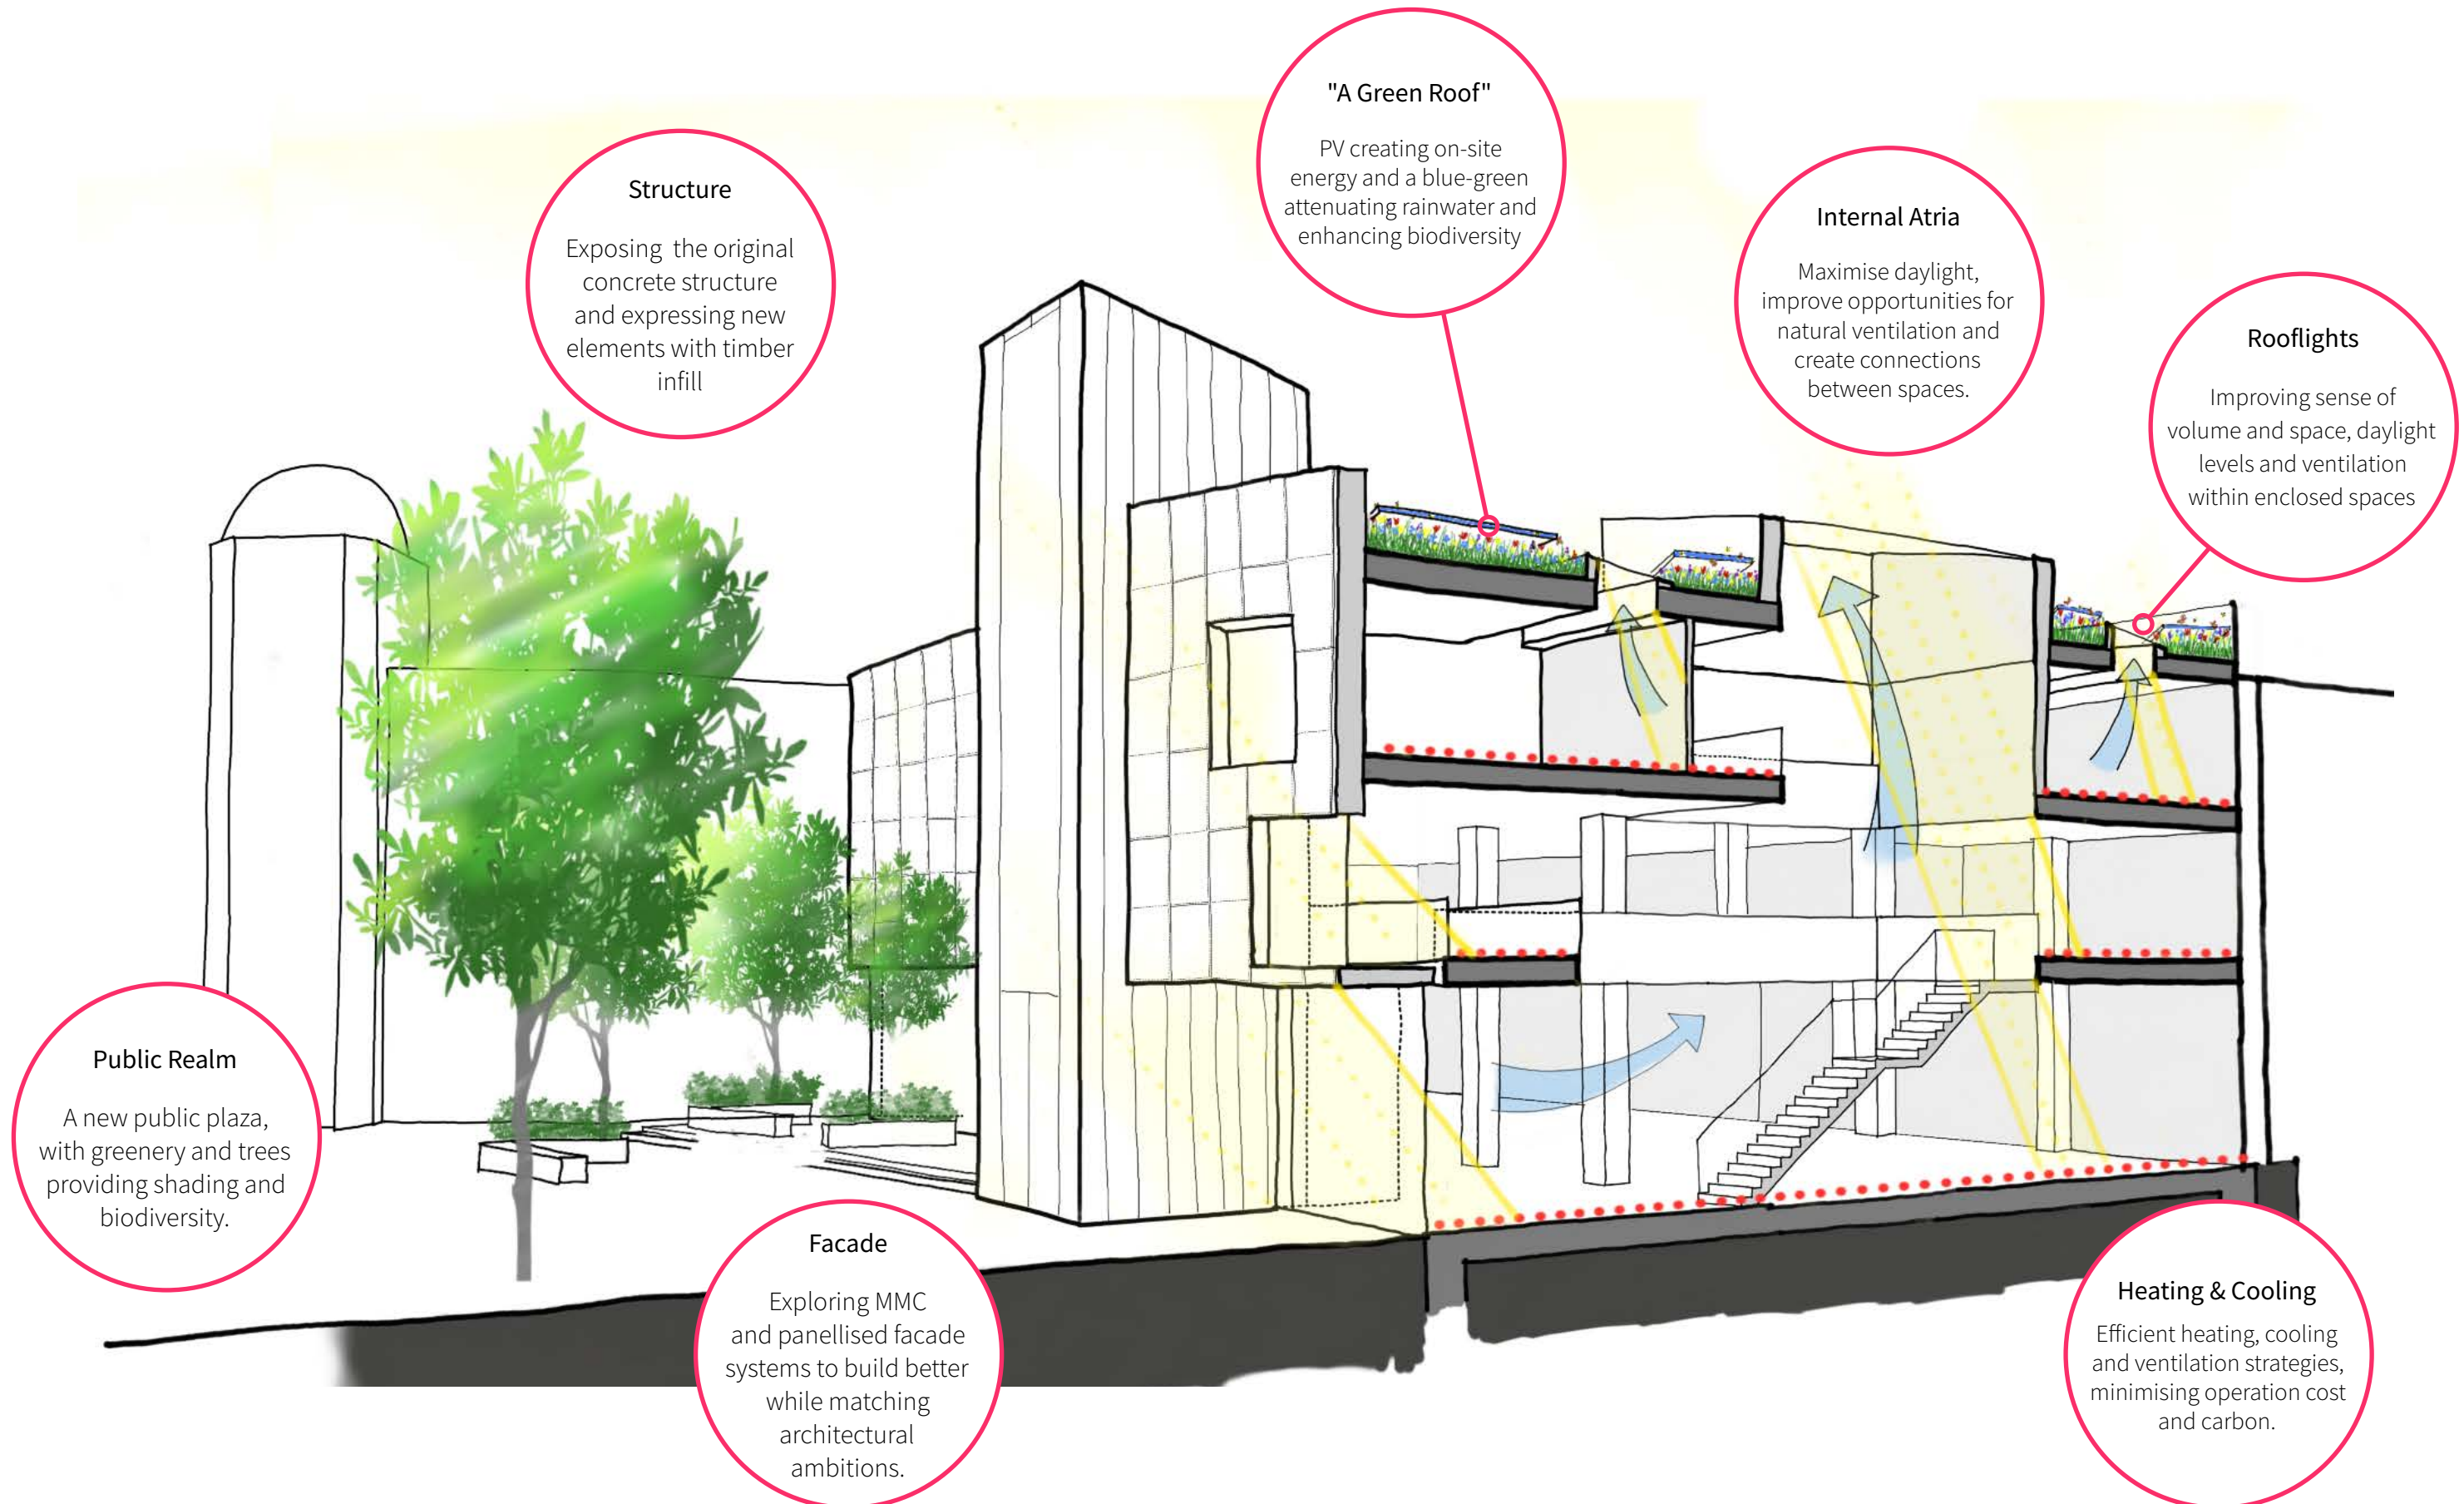 "A Green Roof"
PV creating on-site
energy and a blue-green
attenuating rainwater and
enhancing biodiversity
Structure
Exposing the original
concrete structure
and expressing new
elements with timber
infill
Internal Atria
Maximise daylight,
improve opportunities for
natural ventilation and
create connections
between spaces.
Rooflights
Improving sense of
volume and space, daylight
levels and ventilation
within enclosed spaces
Public Realm
A new public plaza,
with greenery and trees
providing shading and
biodiversity.
Facade
Exploring MMC
and panellised facade
systems to build better
while matching
architectural
ambitions.
Heating & Cooling
Efficient heating, cooling
and ventilation strategies,
minimising operation cost
and carbon.